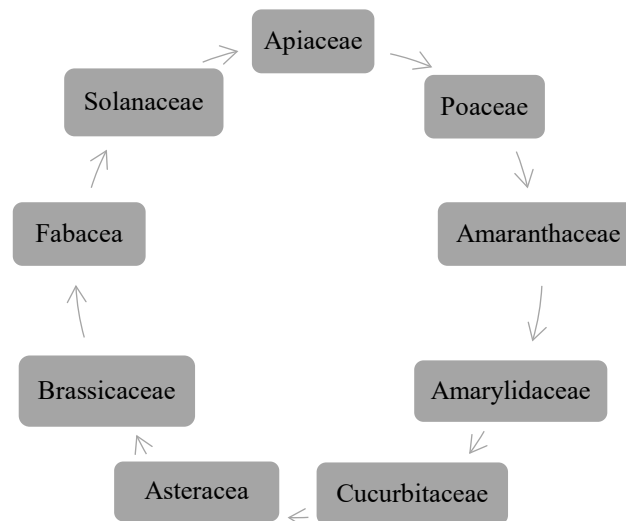 Apiaceae
Poaceae
Amaranthaceae
Amarylidaceae
Cucurbitaceae
Asteracea
Brassicaceae
Fabacea
Solanaceae